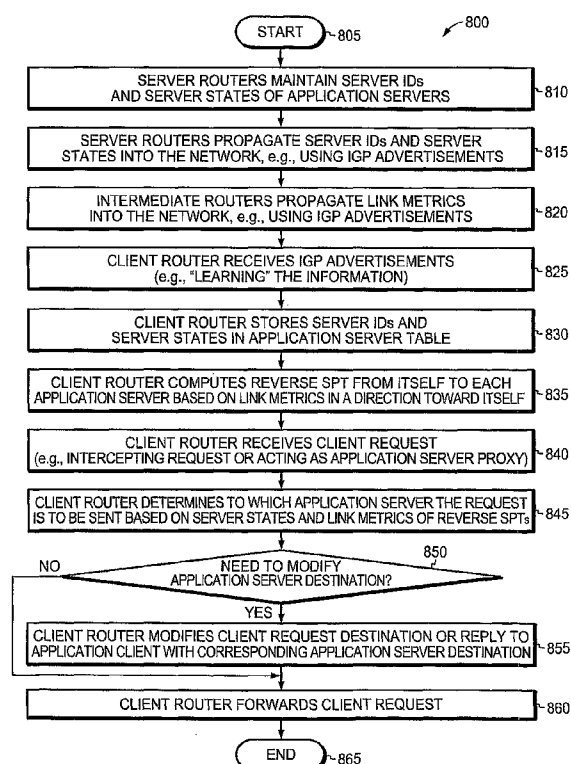 START
805
800
SERVER ROUTERS MAINTAIN SERVER IDs
AND SERVER STATES OF APPLICATION SERVERS
810
SERVER ROUTERS PROPAGATE SERVER IDs AND SERVER
STATES INTO THE NETWORK, e.g., USING IGP ADVERTISEMENTS
815
INTERMEDIATE ROUTERS PROPAGATE LINK METRICS
INTO THE NETWORK, e.g., USING IGP ADVERTISEMENTS
820
CLIENT ROUTER RECEIVES IGP ADVERTISEMENTS
(e.g., "LEARNING" THE INFORMATION)
825
CLIENT ROUTER STORES SERVER IDs AND
SERVER STATES IN APPLICATION SERVER TABLE
830
CLIENT ROUTER COMPUTES REVERSE SPT FROM ITSELF TO EACH
APPLICATION SERVER BASED ON LINK METRICS IN A DIRECTION TOWARD ITSELF
835
CLIENT ROUTER RECEIVES CLIENT REQUEST
(e.g., INTERCEPTING REQUEST OR ACTING AS APPLICATION SERVER PROXY)
840
CLIENT ROUTER DETERMINES TO WHICH APPLICATION SERVER THE REQUEST
IS TO BE SENT BASED ON SERVER STATES AND LINK METRICS OF REVERSE SPTs
845
850
NO
NEED TO MODIFY
APPLICATION SERVER DESTINATION?
YES
CLIENT ROUTER MODIFIES CLIENT REQUEST DESTINATION OR REPLY TO
APPLICATION CLIENT WITH CORRESPONDING APPLICATION SERVER DESTINATION
855
CLIENT ROUTER FORWARDS CLIENT REQUEST
860
END
865